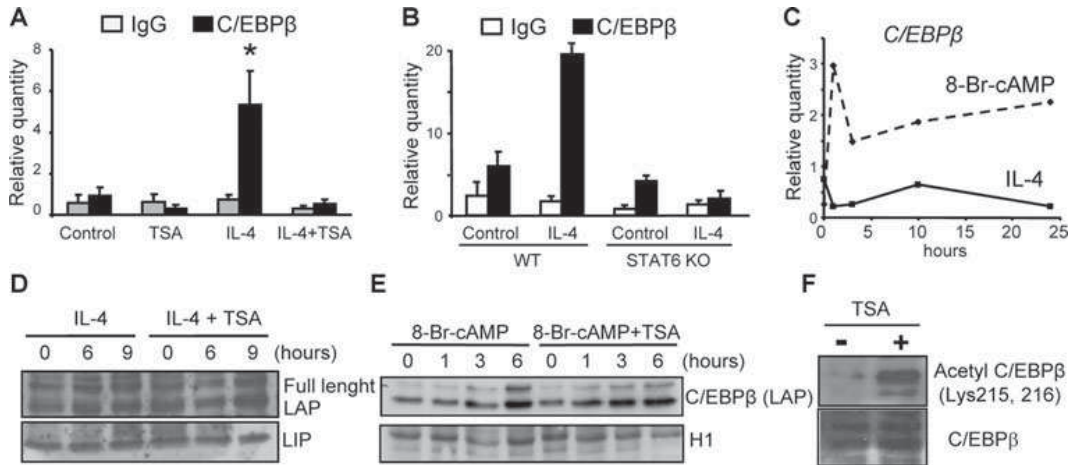 A
IgG C/EBPβ
Relative quantity
8
6
4
2
0
*
Control TSA IL-4 IL-4+TSA
B
IgG C/EBPβ
Relative quantity
20
10
0
Control IL-4 Control IL-4
WT STAT6 KO
C
C/EBPβ
Relative quantity
3
2
1
0
8-Br-cAMP
IL-4
0 5 10 15 20 25
hours
D
IL-4 IL-4 + TSA
0 6 9 0 6 9 (hours)
Full lenght
LAP
LIP
E
8-Br-cAMP 8-Br-cAMP+TSA
0 1 3 6 0 1 3 6 (hours)
C/EBPβ (LAP)
H1
F
TSA
- +
Acetyl C/EBPβ
(Lys215, 216)
C/EBPβ